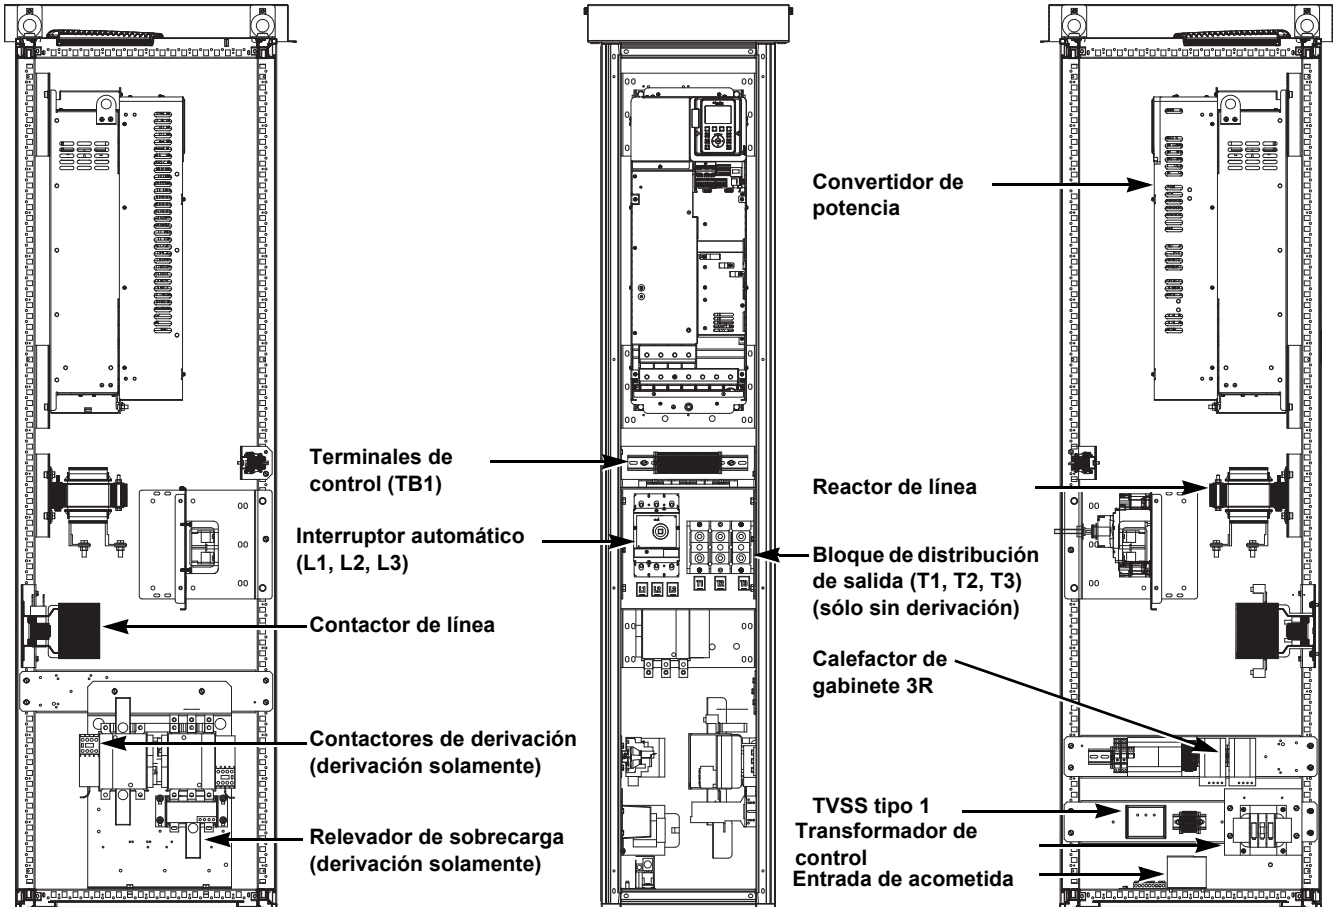 Convertidor de
potencia
Terminales de
control (TB1)
Reactor de línea
Interruptor automático
(L1, L2, L3)
Bloque de distribución
de salida (T1, T2, T3)
(sólo sin derivación)
Contactor de línea
Calefactor de
gabinete 3R
Contactores de derivación
(derivación solamente)
TVSS tipo 1
Transformador de
control
Relevador de sobrecarga
(derivación solamente)
Entrada de acometida